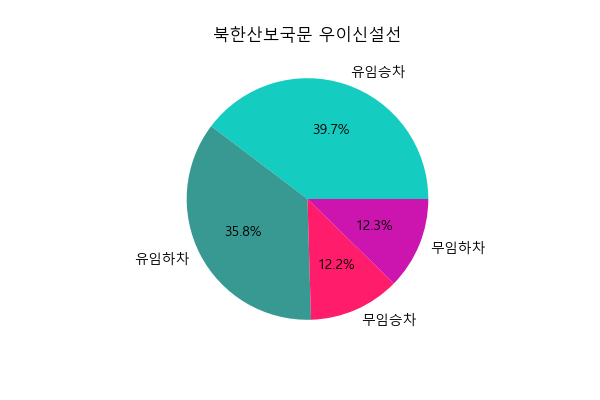 북한산보국문 우이신설선
유임승차
39.7%
35.8%
12.3%
유임하차
12.2%
무임하차
무임승차